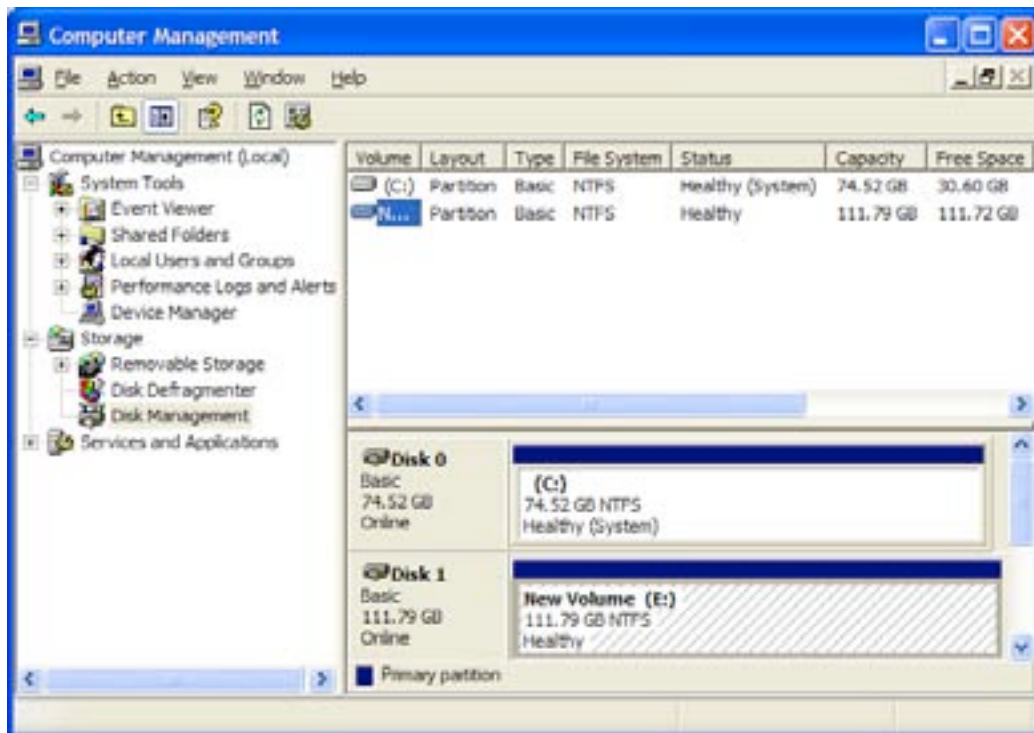 Computer Management
File Action View Window Help
Computer Management (Local)
System Tools
Event Viewer
Shared Folders
Local Users and Groups
Performance Logs and Alerts
Device Manager
Storage
Removable Storage
Disk Defragmenter
Disk Management
Services and Applications
Volume Layout Type File System Status Capacity Free Space
(C:) Partition Basic NTFS Healthy (System) 74.52 GB 30.60 GB
N... Partition Basic NTFS Healthy 111.79 GB 111.72 GB
Disk 0
Basic
74.52 GB
Online
(C:)
74.52 GB NTFS
Healthy (System)
Disk 1
Basic
111.79 GB
Online
New Volume (E:)
111.79 GB NTFS
Healthy
Primary partition